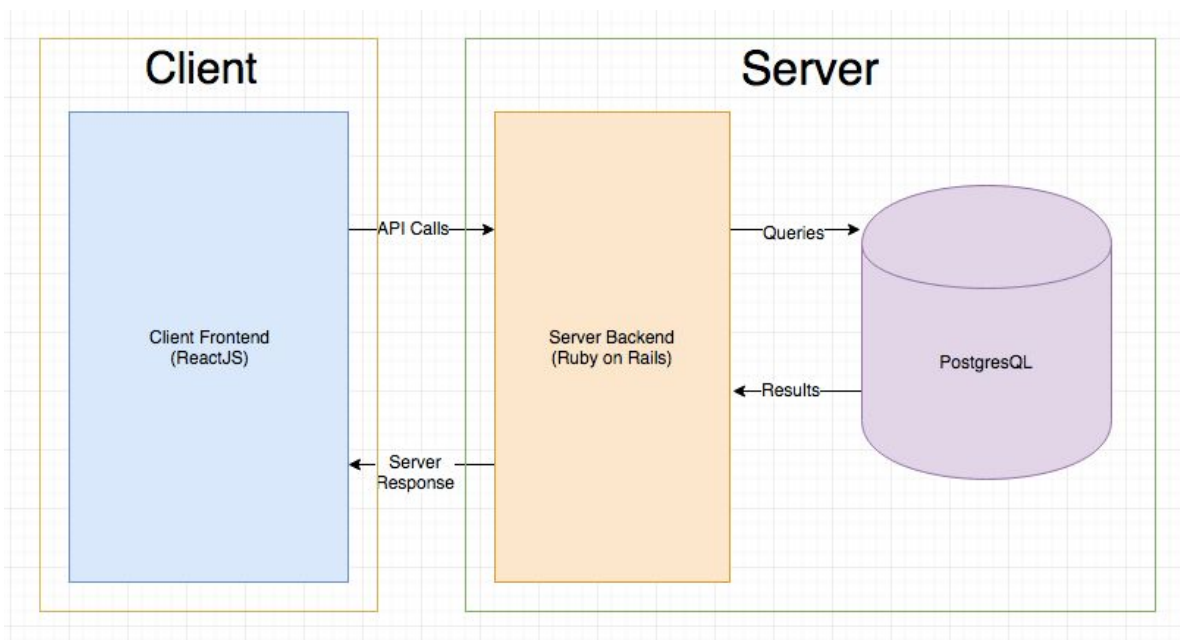 Client
Server
API Calls
Queries
Client Frontend
(ReactJS)
Server Backend
(Ruby on Rails)
PostgresQL
Results
Server
Response